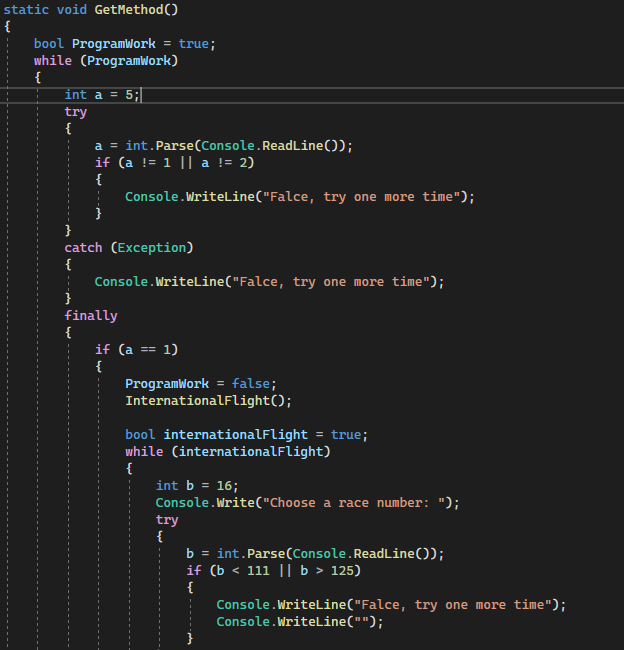 static void GetMethod()
{
bool ProgramWork = true;
while (ProgramWork)
{
int a = 5;
try
{
a = int.Parse(Console.ReadLine());
if (a != 1 || a != 2)
{
Console.WriteLine("Falce, try one more time");
}
}
catch (Exception)
{
Console.WriteLine("Falce, try one more time");
}
finally
{
if (a == 1)
{
ProgramWork = false;
InternationalFlight();
bool internationalFlight = true;
while (internationalFlight)
{
int b = 16;
Console.Write("Choose a race number: ");
try
{
b = int.Parse(Console.ReadLine());
if (b < 111 || b > 125)
{
Console.WriteLine("Falce, try one more time");
Console.WriteLine("");
}